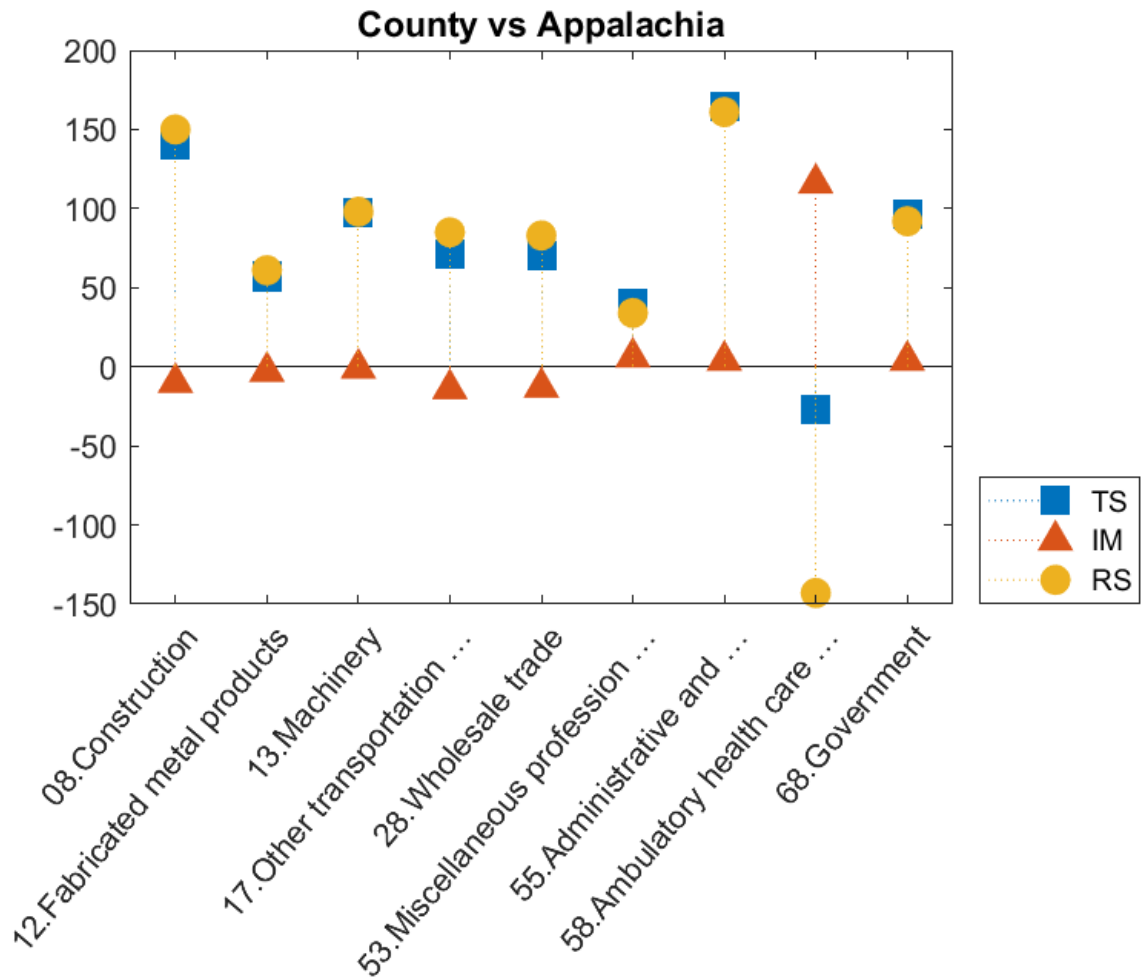 County vs Appalachia
200
150
100
50
0
-50
-100
-150
08.Construction
12.Fabricated metal products
13.Machinery
17.Other transportation ...
28.Wholesale trade
53.Miscellaneous profession ...
55.Administrative and ...
58.Ambulatory health care ...
68.Government
TS
IM
RS